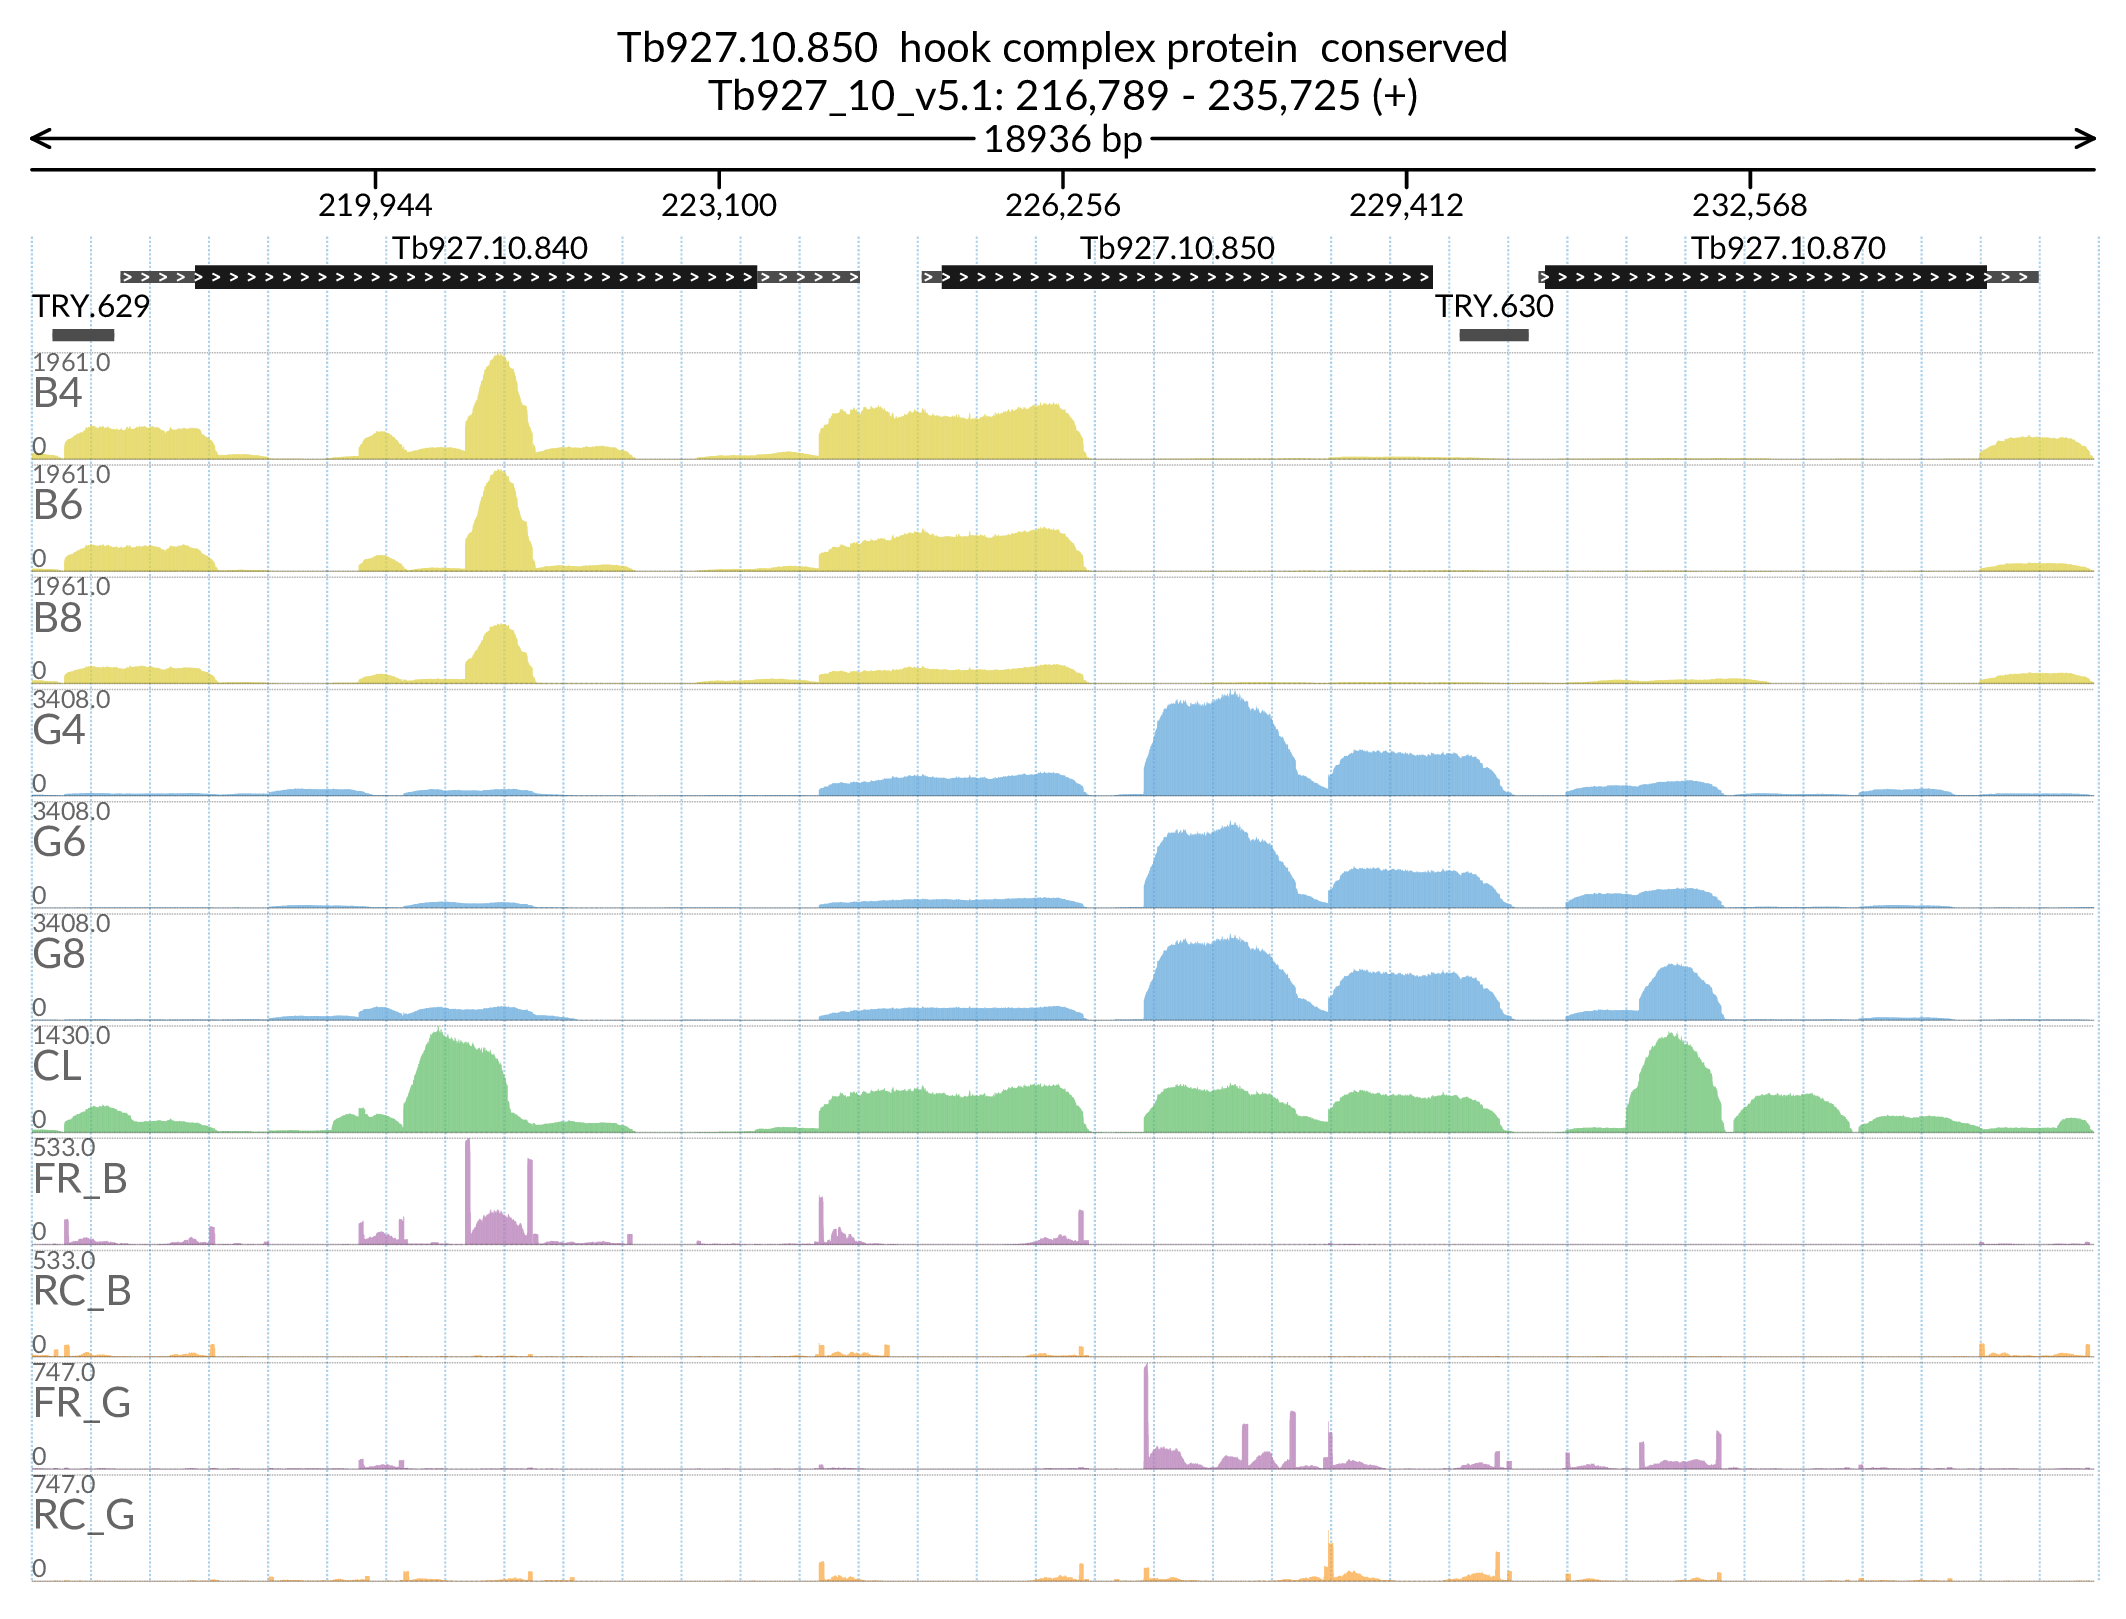 Tb927.10.850  hook complex protein  conserved
Tb927_10_v5.1: 216,789 - 235,725 (+)
18936 bp
219,944 223,100 226,256 229,412 232,568
Tb927.10.840 Tb927.10.850 Tb927.10.870
TRY.629 TRY.630
1961.0
B4
0
1961.0
B6
0
1961.0
B8
0
3408.0
G4
0
3408.0
G6
0
3408.0
G8
0
1430.0
CL
0
533.0
FR_B
0
533.0
RC_B
0
747.0
FR_G
0
747.0
RC_G
0